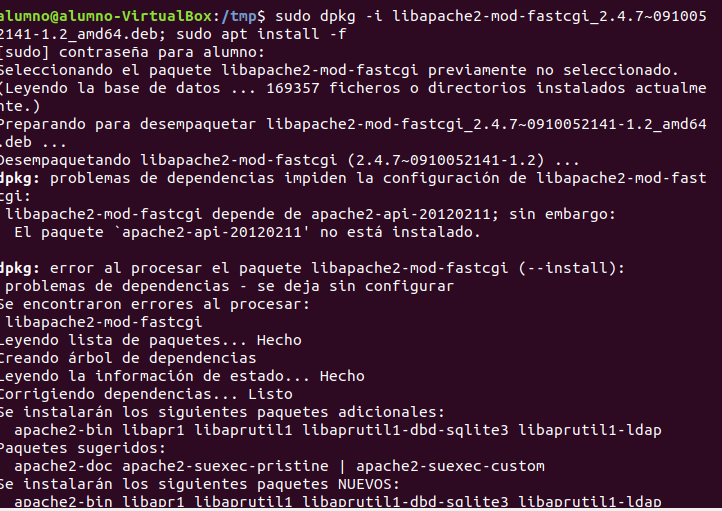 alumno@alumno-VirtualBox:/tmp$ sudo dpkg -i libapache2-mod-fastcgi_2.4.7~091005
2141-1.2_amd64.deb; sudo apt install -f
[sudo] contraseña para alumno:
Seleccionando el paquete libapache2-mod-fastcgi previamente no seleccionado.
(Leyendo la base de datos ... 169357 ficheros o directorios instalados actualme
nte.)
Preparando para desempaquetar libapache2-mod-fastcgi_2.4.7~0910052141-1.2_amd64
.deb ...
Desempaquetando libapache2-mod-fastcgi (2.4.7~0910052141-1.2) ...
dpkg: problemas de dependencias impiden la configuración de libapache2-mod-fast
cgi:
libapache2-mod-fastcgi depende de apache2-api-20120211; sin embargo:
El paquete `apache2-api-20120211' no está instalado.
dpkg: error al procesar el paquete libapache2-mod-fastcgi (--install):
problemas de dependencias - se deja sin configurar
Se encontraron errores al procesar:
libapache2-mod-fastcgi
Leyendo lista de paquetes... Hecho
Creando árbol de dependencias
Leyendo la información de estado... Hecho
Corrigiendo dependencias... Listo
Se instalarán los siguientes paquetes adicionales:
apache2-bin libapr1 libaprutil1 libaprutil1-dbd-sqlite3 libaprutil1-ldap
Paquetes sugeridos:
apache2-doc apache2-suexec-pristine | apache2-suexec-custom
Se instalarán los siguientes paquetes NUEVOS:
apache2-bin libapr1 libaprutil1 libaprutil1-dbd-sqlite3 libaprutil1-ldap